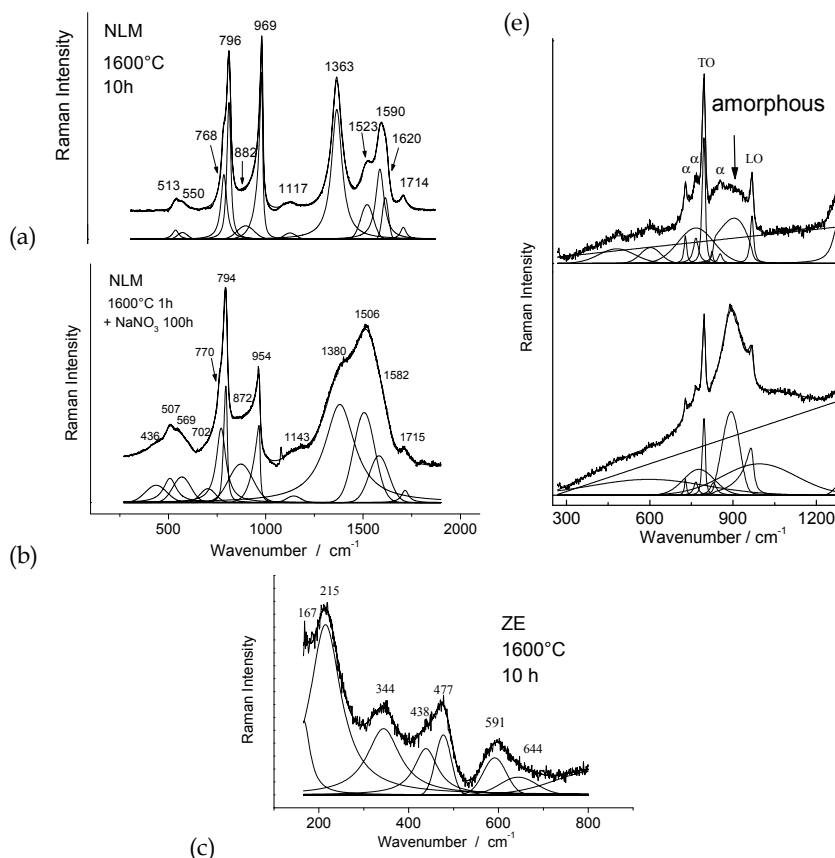 NLM
1600°C
10h
513
550
768
796
882
969
1117
1363
1523
1590
1620
1714
Raman Intensity
(a)
NLM
1600°C 1h
+ NaNO3 100h
436
507
569
702
770
794
872
954
1143
1380
1506
1582
1715
Raman Intensity
500 1000 1500 2000
Wavenumber / cm-1
(b)
(e)
TO
amorphous
α
α
α
LO
Raman Intensity
300 600 900 1200
Wavenumber / cm-1
ZE
1600°C
10 h
167
215
344
438
477
591
644
Raman Intensity
200 400 600 800
Wavenumber / cm-1
(c)